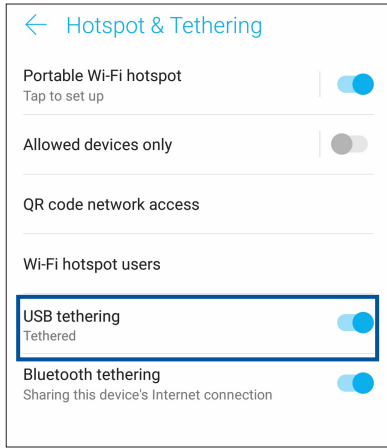 Hotspot & Tethering
Portable Wi-Fi hotspot
Tap to set up
Allowed devices only
QR code network access
Wi-Fi hotspot users
USB tethering
Tethered
Bluetooth tethering
Sharing this device's Internet connection